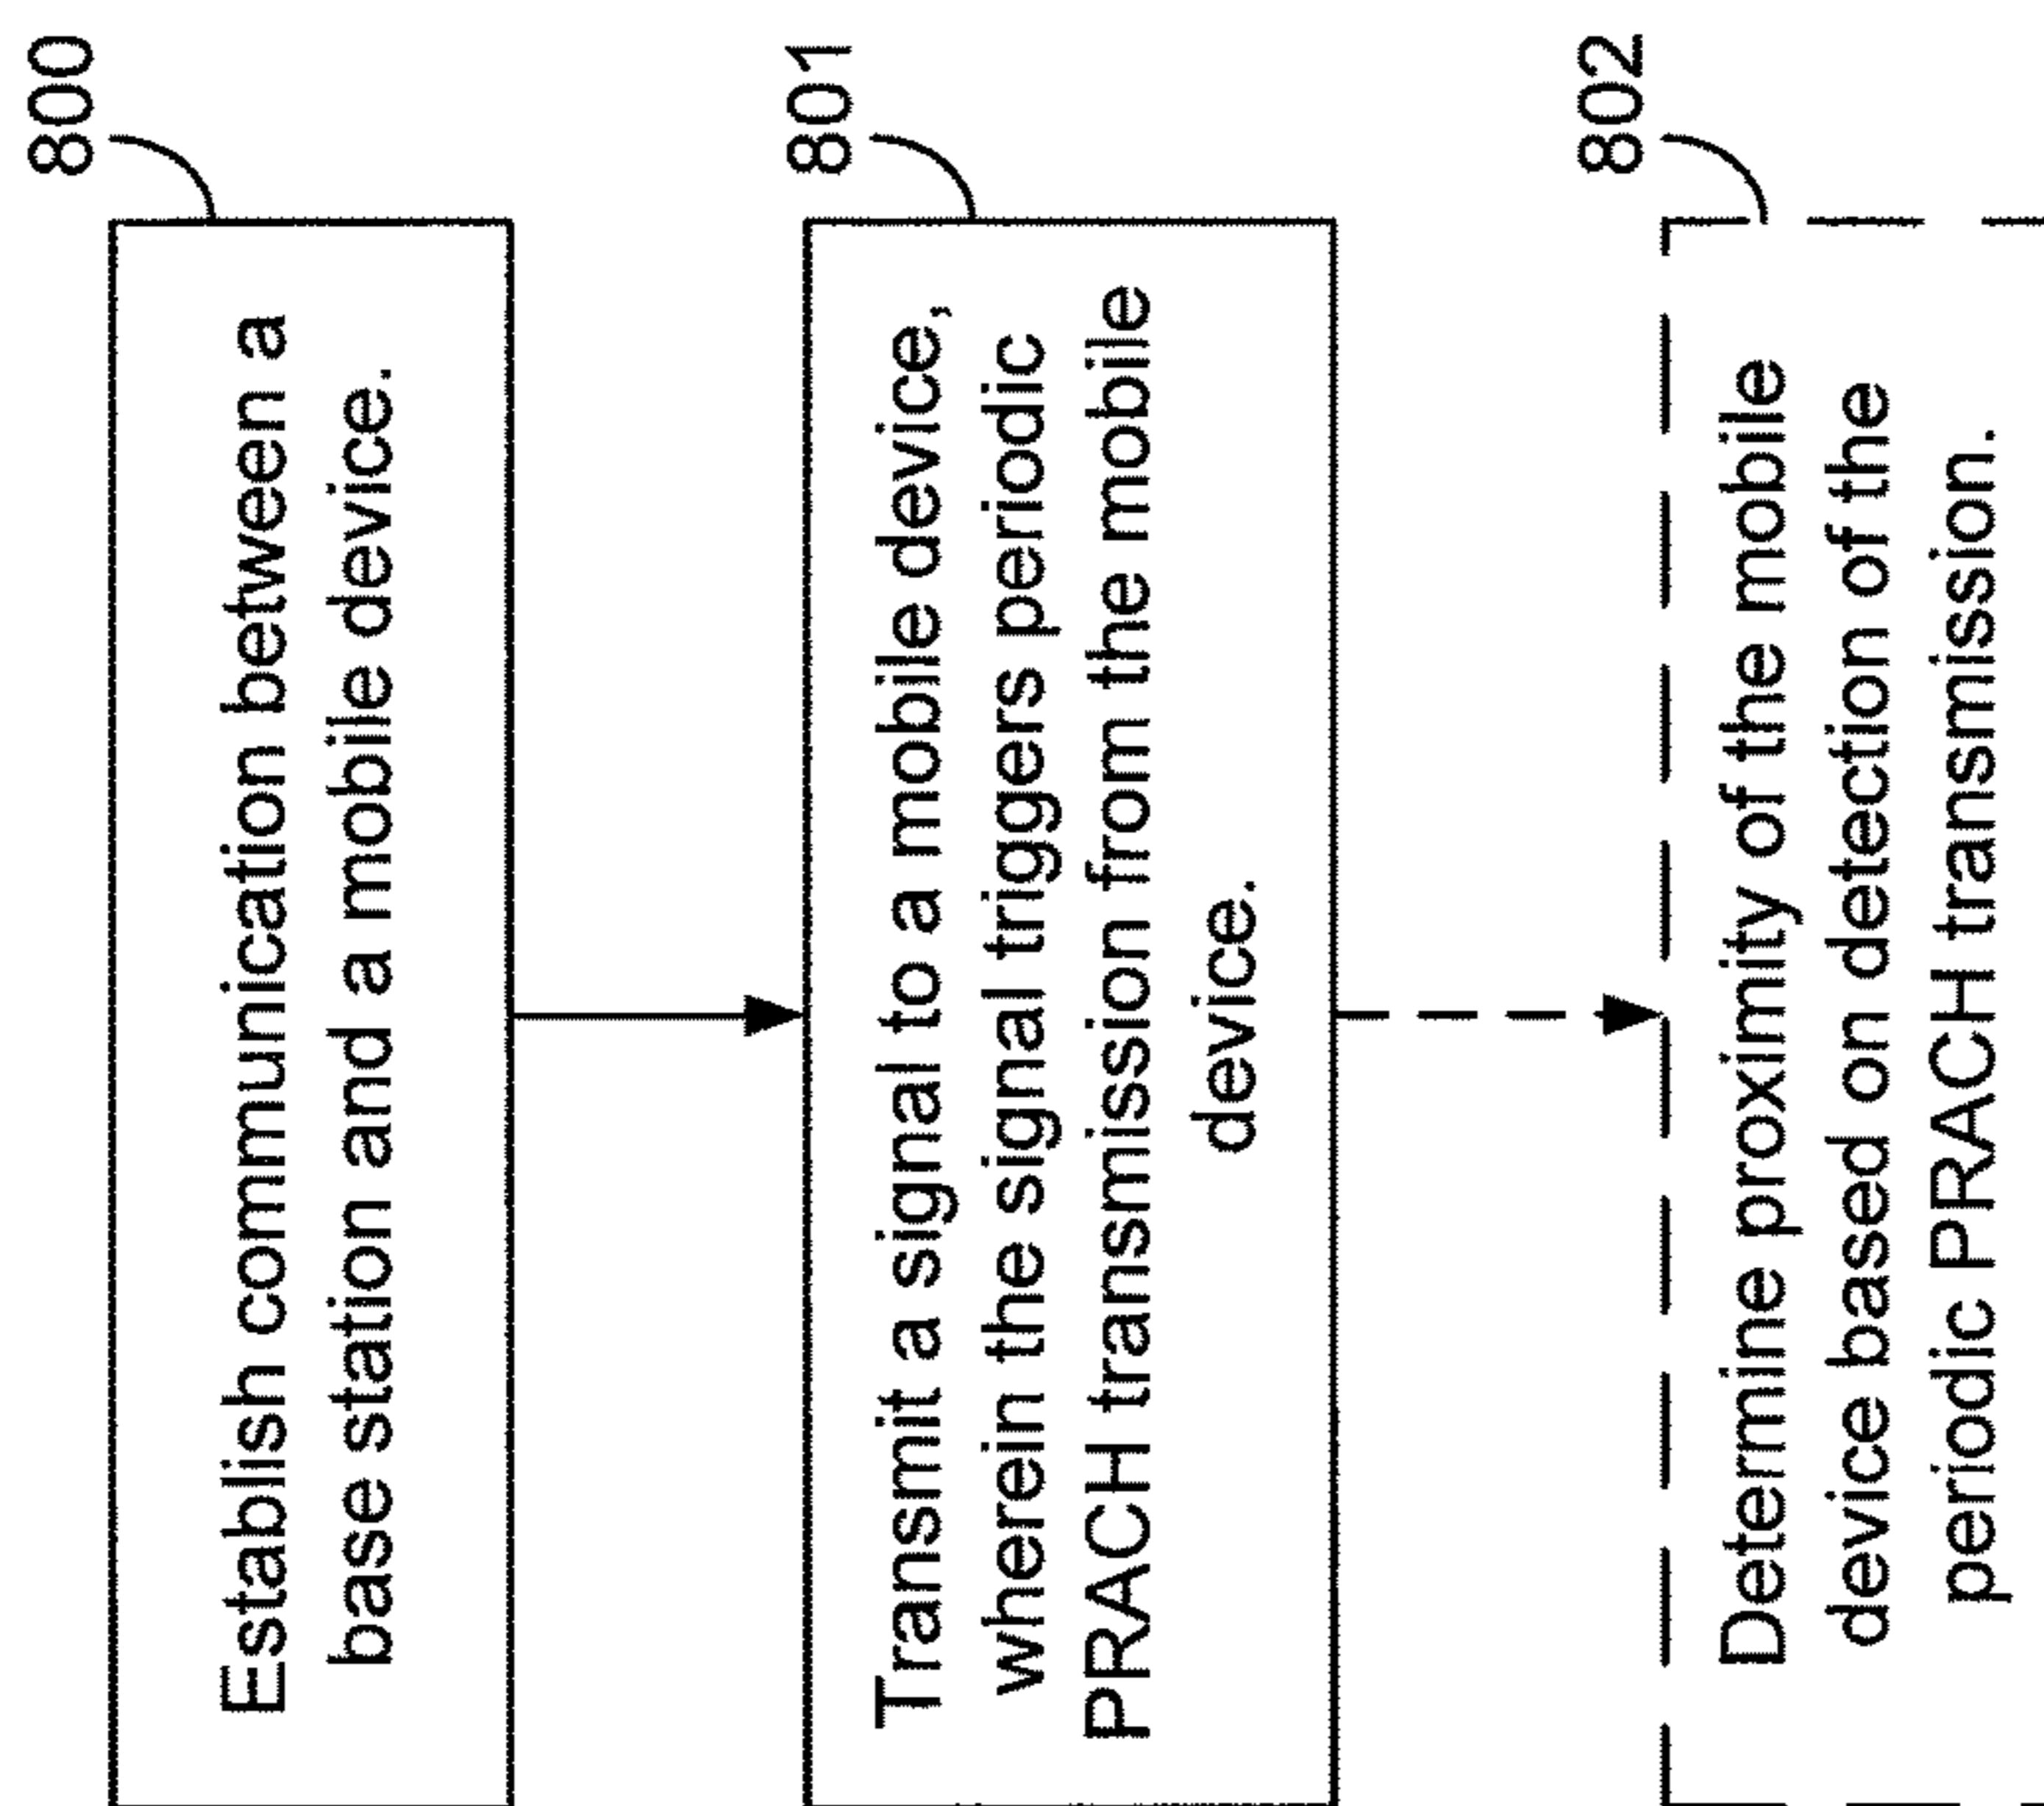 800
Establish communication between a
base station and a mobile device.
801
Transmit a signal to a mobile device,
wherein the signal triggers periodic
PRACH transmission from the mobile
device.
802
Determine proximity of the mobile
device based on detection of the
periodic PRACH transmission.